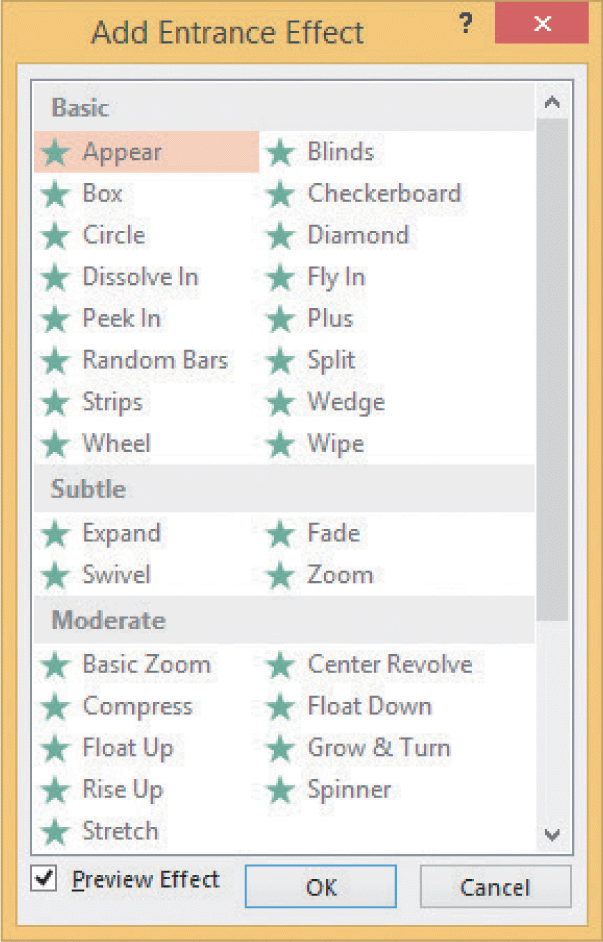 Add Entrance Effect ?
Basic
Appear Blinds
Box Checkerboard
Circle Diamond
Dissolve In Fly In
Peek In Plus
Random Bars Split
Strips Wedge
Wheel Wipe
Subtle
Expand Fade
Swivel Zoom
Moderate
Basic Zoom Center Revolve
Compress Float Down
Float Up Grow & Turn
Rise Up Spinner
Stretch
Preview Effect OK Cancel